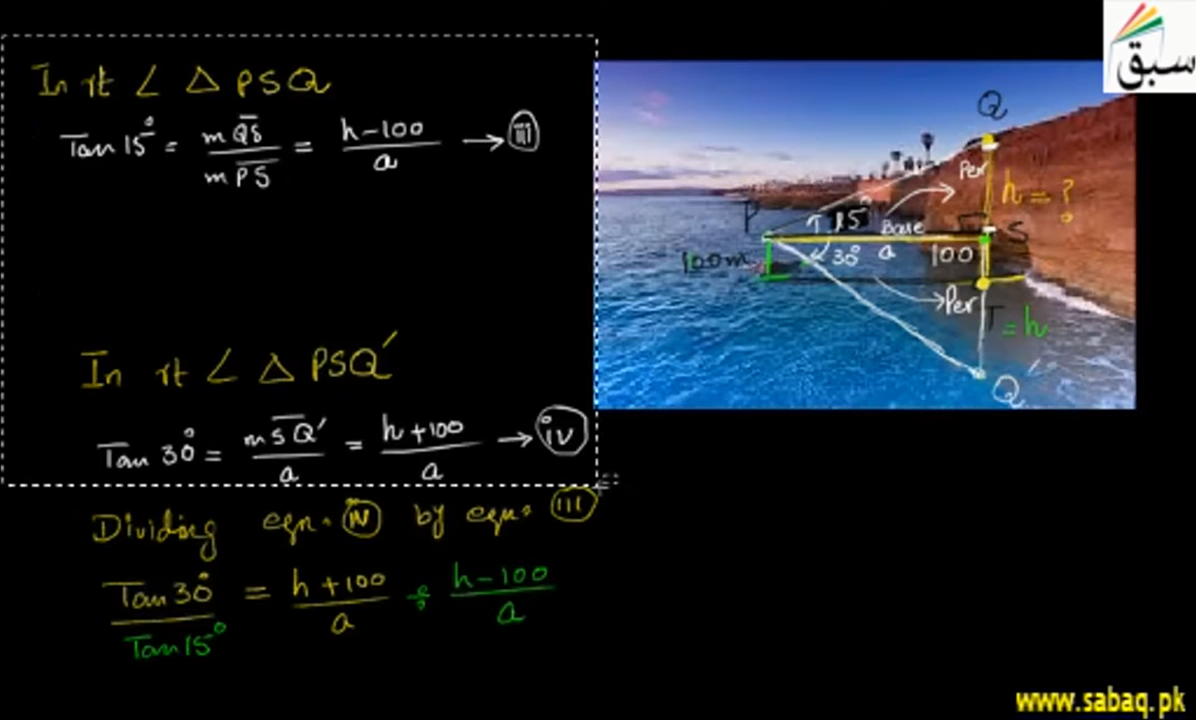 In rt ∠ △ PSQ
Tan 15° = mQS / mPS = h-100 / a → (iii)
In rt ∠ △ PSQ'
Tan 30° = mSQ' / a = h+100 / a → (iv)
Dividing eqn. (iv) by eqn. (iii)
Tan 30° / Tan 15° = h+100 / a ÷ h-100 / a
سبق
Q
Per
h = ?
P
15°
Base
S
100m
30°
a
100
Per
T = h
Q'
www.sabaq.pk